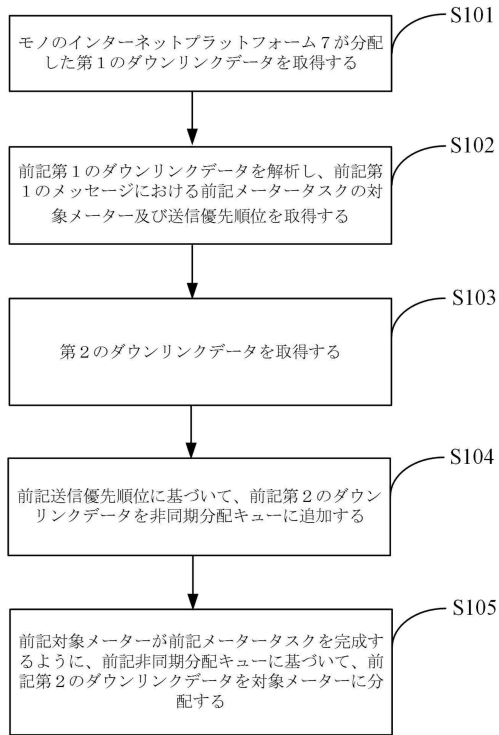 S101
モノのインターネットプラットフォーム７が分配
した第１のダウンリンクデータを取得する
S102
前記第１のダウンリンクデータを解析し、前記第
１のメッセージにおける前記メータータスクの対
象メーター及び送信優先順位を取得する
S103
第２のダウンリンクデータを取得する
S104
前記送信優先順位に基づいて、前記第２のダウン
リンクデータを非同期分配キューに追加する
S105
前記対象メーターが前記メータータスクを完成す
るように、前記非同期分配キューに基づいて、前
記第２のダウンリンクデータを対象メーターに分
配する